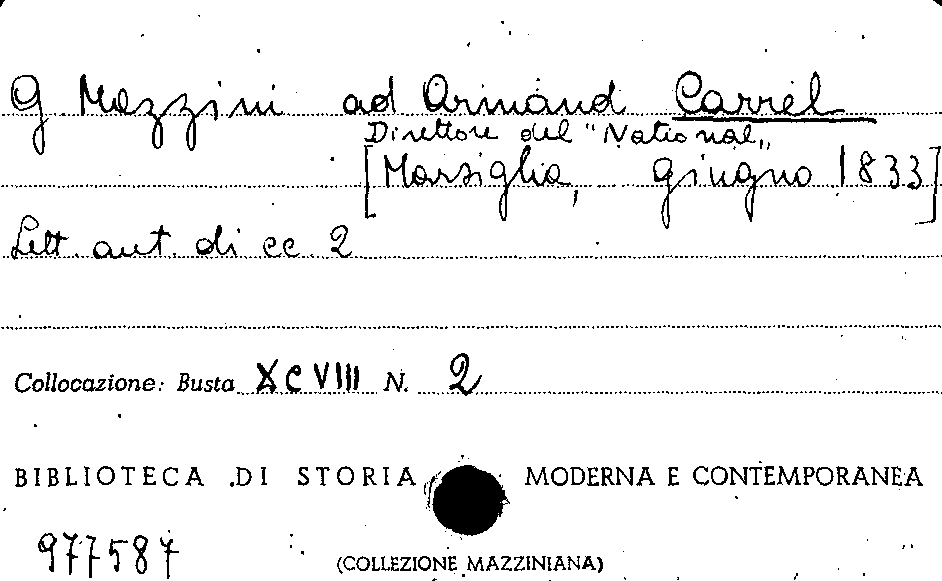 G Mazzini ad Armand Carrel
Direttore del "National„
[Marsiglia, giugno 1833]
Lett. aut. di cc. 2
Collocazione: Busta XCVIII N. 2
BIBLIOTECA DI STORIA MODERNA E CONTEMPORANEA
977587
(COLLEZIONE MAZZINIANA)